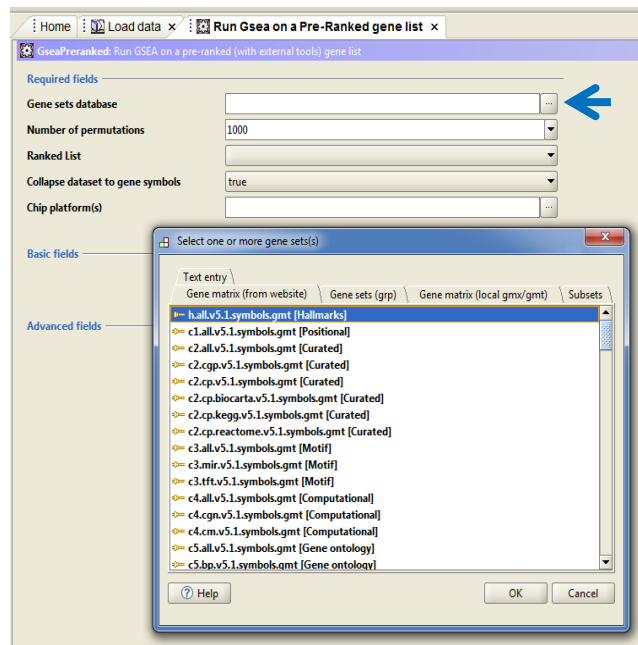 Home Load data x Run Gsea on a Pre-Ranked gene list x
GseaPreranked: Run GSEA on a pre-ranked (with external tools) gene list
Required fields
Gene sets database ...
Number of permutations 1000
Ranked List
Collapse dataset to gene symbols true
Chip platform(s) ...
Basic fields
Advanced fields
Select one or more gene sets(s)
Text entry
Gene matrix (from website) Gene sets (grp) Gene matrix (local gmx/gmt) Subsets
h.all.v5.1.symbols.gmt [Hallmarks]
c1.all.v5.1.symbols.gmt [Positional]
c2.all.v5.1.symbols.gmt [Curated]
c2.cgp.v5.1.symbols.gmt [Curated]
c2.cp.v5.1.symbols.gmt [Curated]
c2.cp.biocarta.v5.1.symbols.gmt [Curated]
c2.cp.kegg.v5.1.symbols.gmt [Curated]
c2.cp.reactome.v5.1.symbols.gmt [Curated]
c3.all.v5.1.symbols.gmt [Motif]
c3.mir.v5.1.symbols.gmt [Motif]
c3.tft.v5.1.symbols.gmt [Motif]
c4.all.v5.1.symbols.gmt [Computational]
c4.cgn.v5.1.symbols.gmt [Computational]
c4.cm.v5.1.symbols.gmt [Computational]
c5.all.v5.1.symbols.gmt [Gene ontology]
c5.bp.v5.1.symbols.gmt [Gene ontology]
? Help OK Cancel